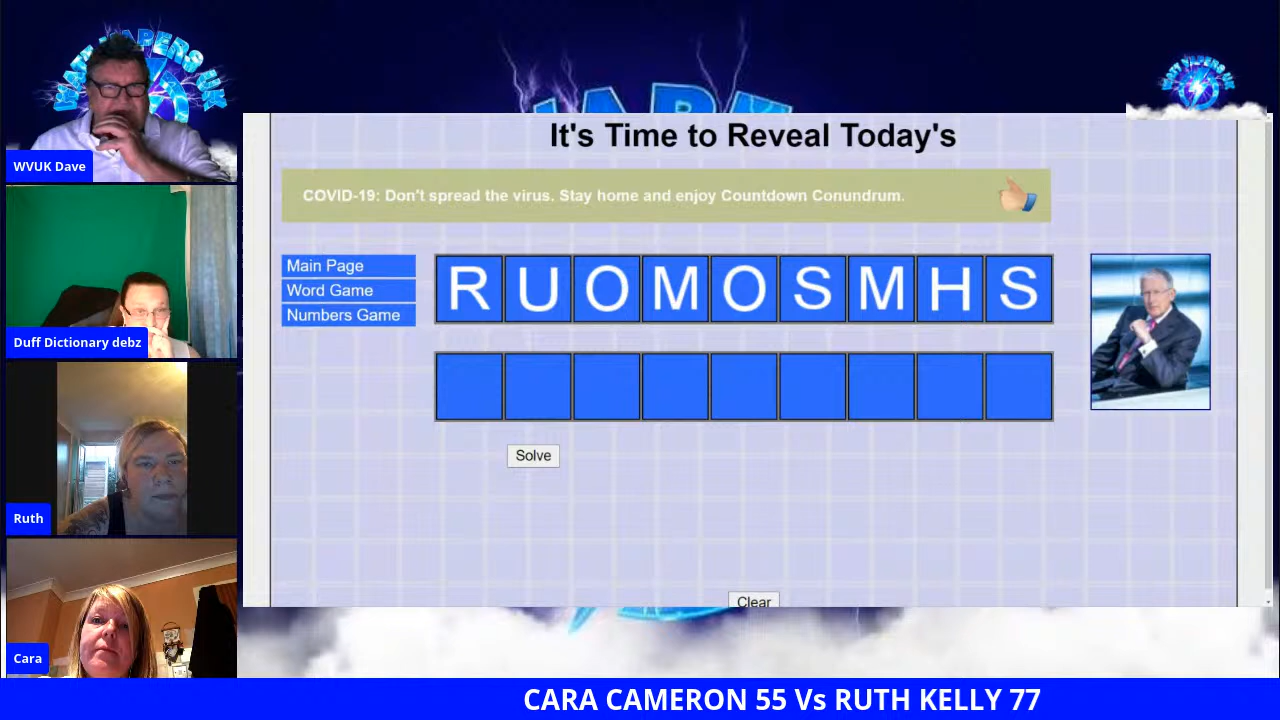 WVUK Dave
Duff Dictionary debz
Ruth
Cara
It's Time to Reveal Today's
COVID-19: Don't spread the virus. Stay home and enjoy Countdown Conundrum.
Main Page
Word Game
Numbers Game
R U O M O S M H S
Solve
Clear
CARA CAMERON 55 Vs RUTH KELLY 77